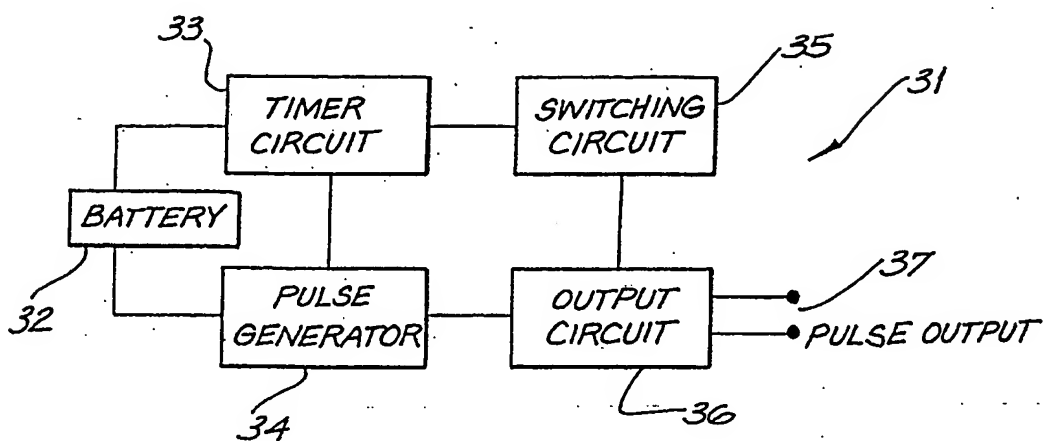 33
35
31
TIMER
CIRCUIT
SWITCHING
CIRCUIT
BATTERY
32
37
PULSE
GENERATOR
OUTPUT
CIRCUIT
PULSE OUTPUT
34
36